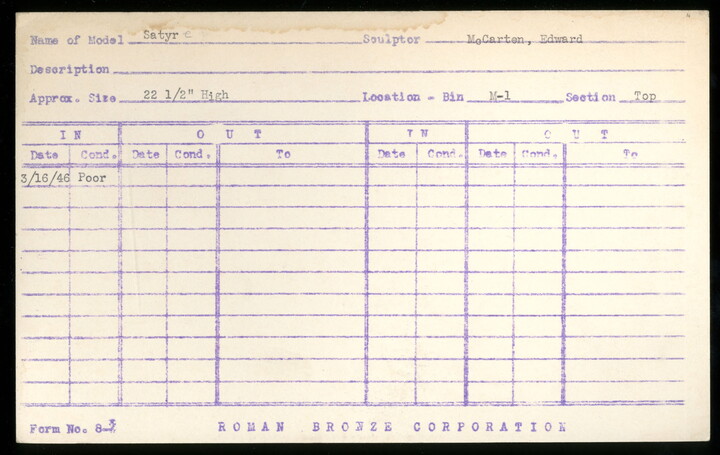 Name of Model Satyr Sculptor McCarten, Edward
Description
Approx. Size 22 1/2" High Location - Bin M-1 Section Top
IN OUT IN OUT
Date Cond. Date Cond. To Date Cond. Date Cond. To
3/16/46 Poor
Form No. 8-3 ROMAN BRONZE CORPORATION